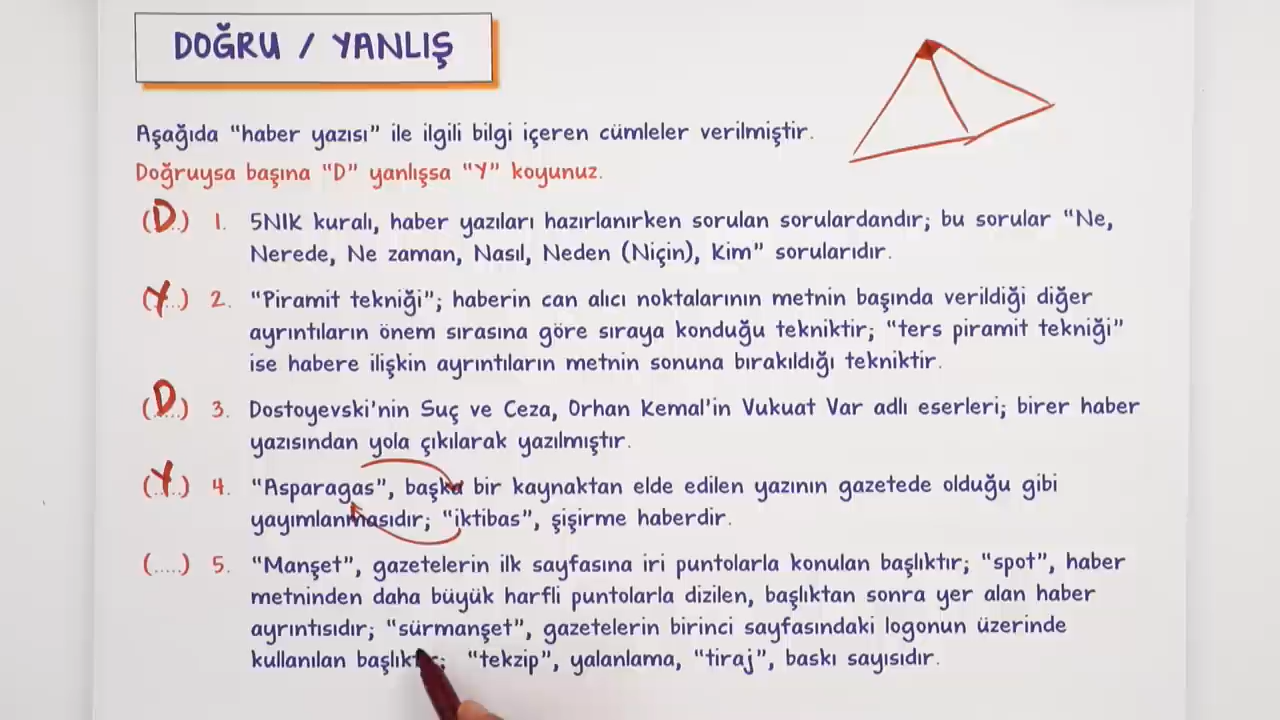 DOĞRU / YANLIŞ
Aşağıda “haber yazısı” ile ilgili bilgi içeren cümleler verilmiştir.
Doğruysa başına “D” yanlışsa “Y” koyunuz.
(D) 1. 5N1K kuralı, haber yazıları hazırlanırken sorulan sorulardandır; bu sorular “Ne,
Nerede, Ne zaman, Nasıl, Neden (Niçin), Kim” sorularıdır.
(Y) 2. “Piramit tekniği”; haberin can alıcı noktalarının metnin başında verildiği diğer
ayrıntıların önem sırasına göre sıraya konduğu tekniktir; “ters piramit tekniği”
ise habere ilişkin ayrıntıların metnin sonuna bırakıldığı tekniktir.
(D) 3. Dostoyevski'nin Suç ve Ceza, Orhan Kemal'in Vukuat Var adlı eserleri; birer haber
yazısından yola çıkılarak yazılmıştır.
(Y) 4. “Asparagas”, başka bir kaynaktan elde edilen yazının gazetede olduğu gibi
yayımlanmasıdır; “iktibas”, şişirme haberdir.
(.....) 5. “Manşet”, gazetelerin ilk sayfasına iri puntolarla konulan başlıktır; “spot”, haber
metninden daha büyük harfli puntolarla dizilen, başlıktan sonra yer alan haber
ayrıntısıdır; “sürmanşet”, gazetelerin birinci sayfasındaki logonun üzerinde
kullanılan başlıktır; “tekzip”, yalanlama, “tiraj”, baskı sayısıdır.